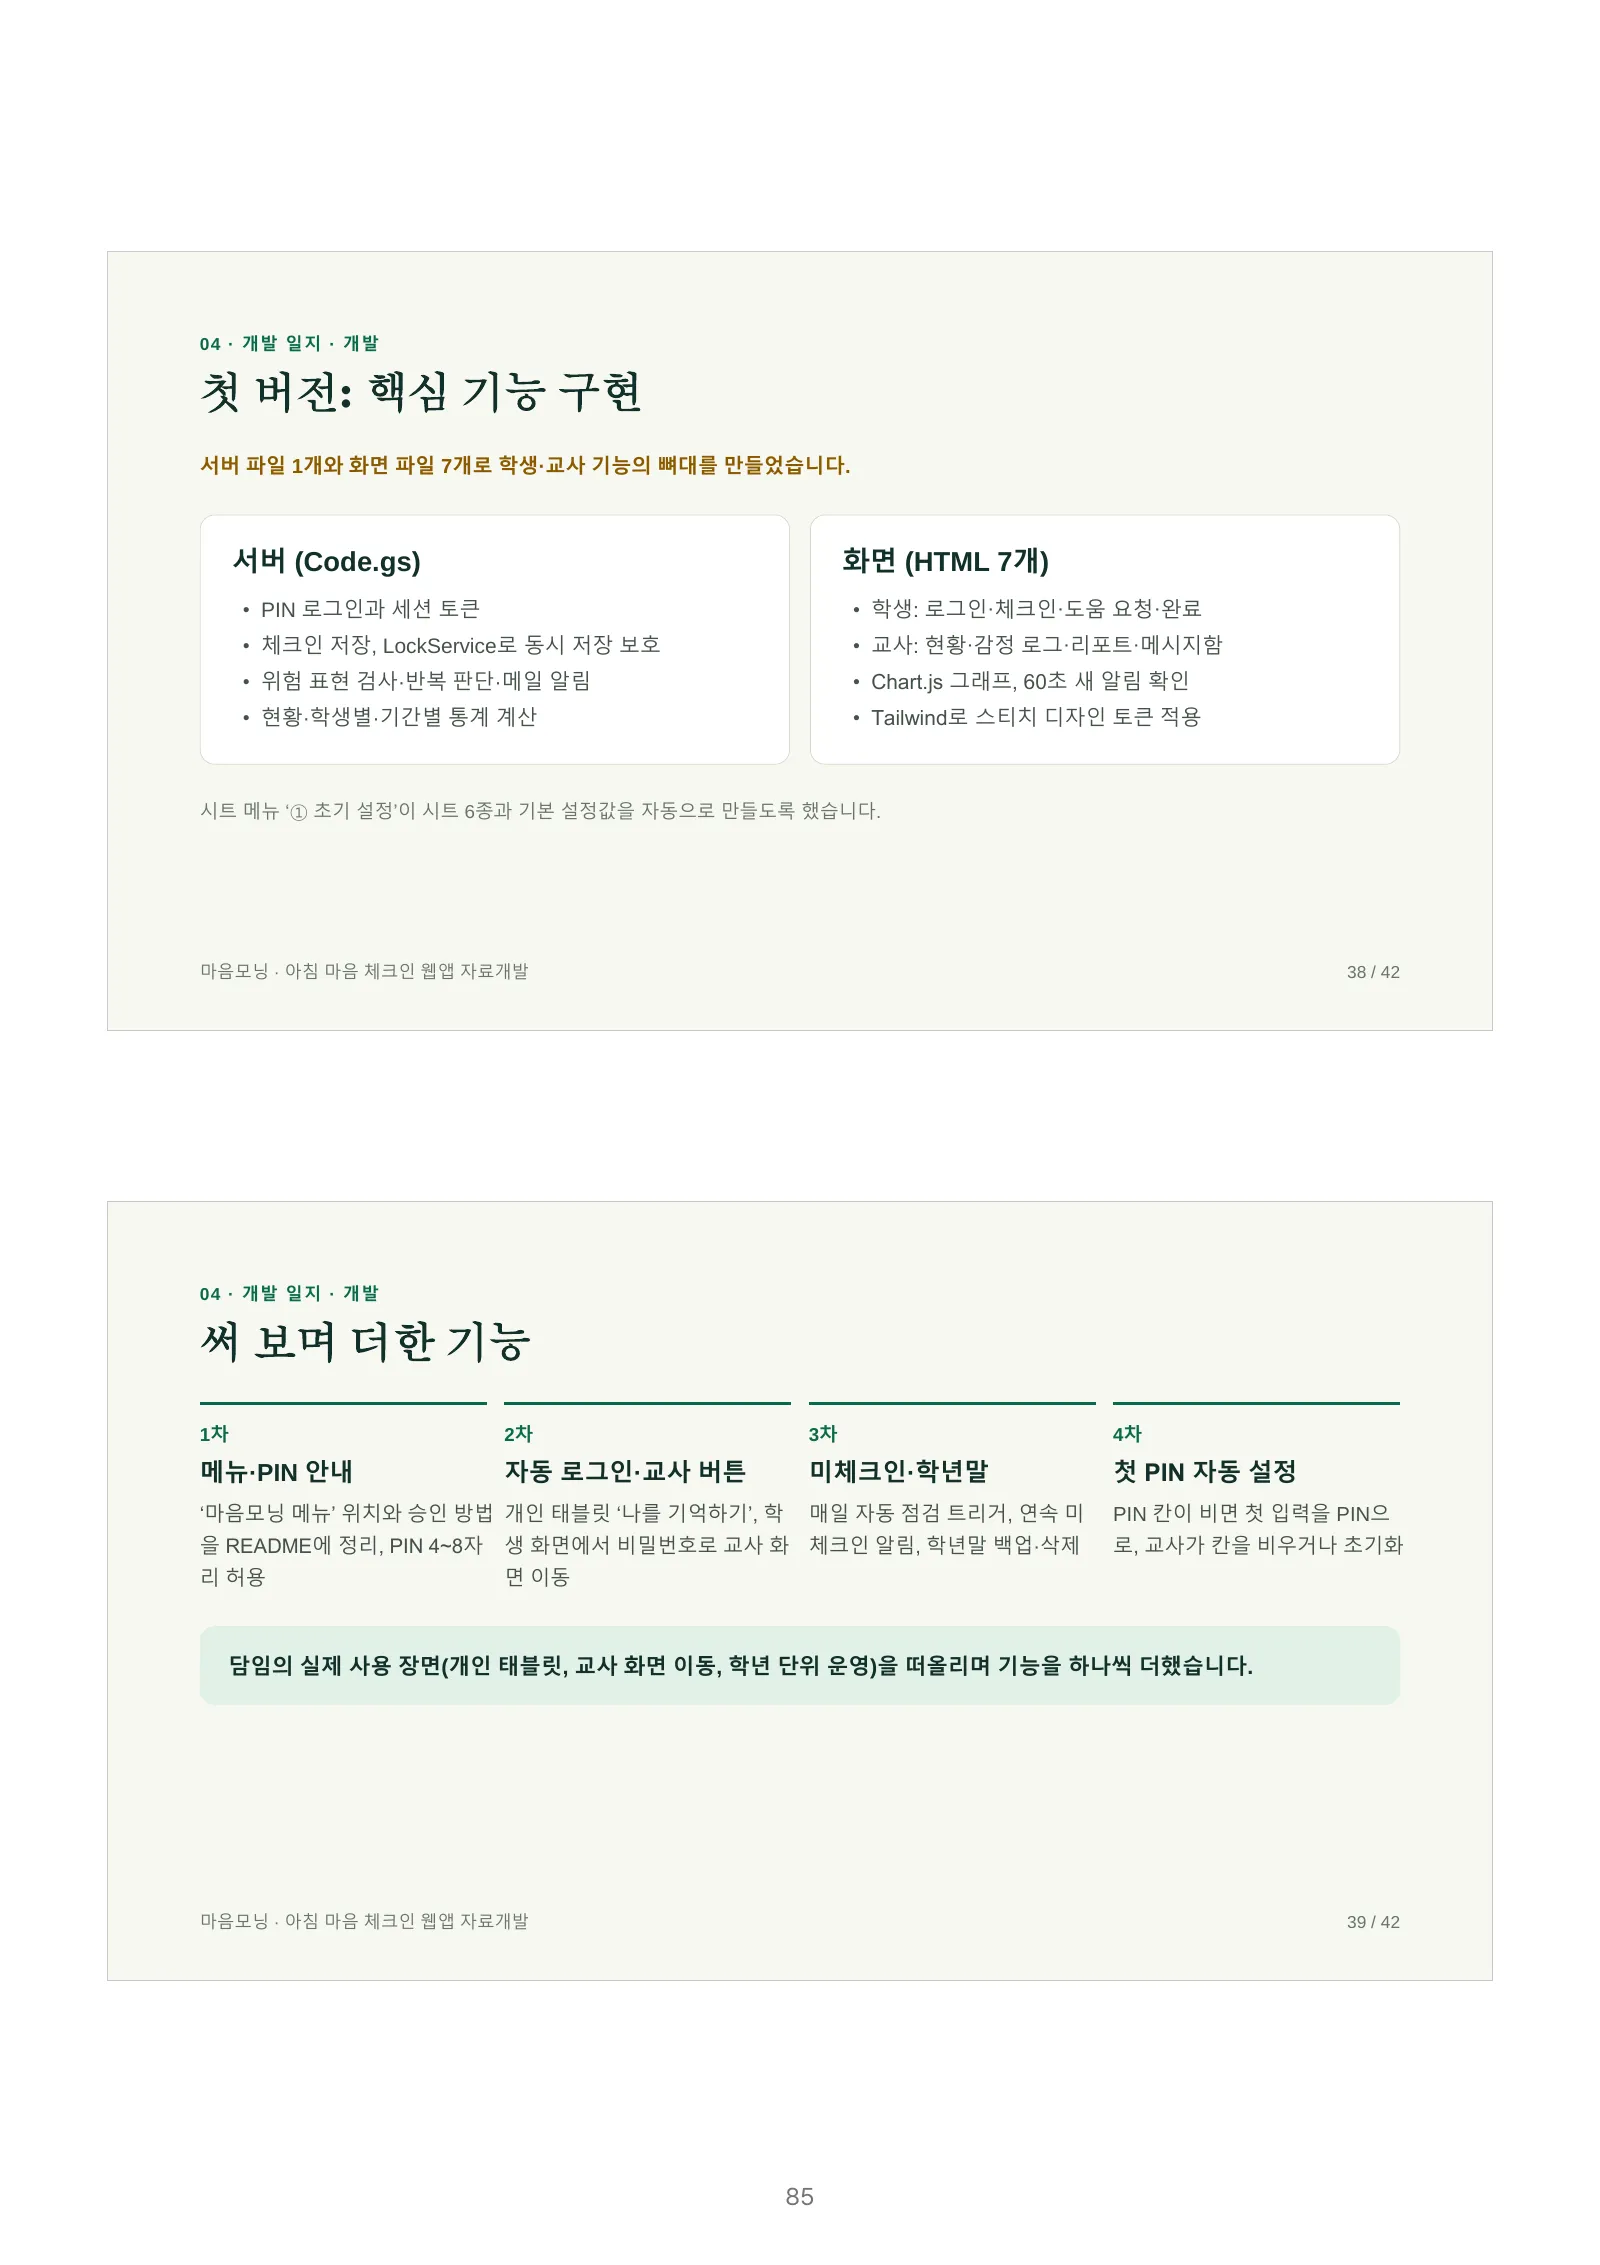 04 · 개발 일지 · 개발
첫 버전: 핵심 기능 구현
서버 파일 1개와 화면 파일 7개로 학생·교사 기능의 뼈대를 만들었습니다.
서버 (Code.gs)
• PIN 로그인과 세션 토큰
• 체크인 저장, LockService로 동시 저장 보호
• 위험 표현 검사·반복 판단·메일 알림
• 현황·학생별·기간별 통계 계산
화면 (HTML 7개)
• 학생: 로그인·체크인·도움 요청·완료
• 교사: 현황·감정 로그·리포트·메시지함
• Chart.js 그래프, 60초 새 알림 확인
• Tailwind로 스티치 디자인 토큰 적용
시트 메뉴 ‘① 초기 설정’이 시트 6종과 기본 설정값을 자동으로 만들도록 했습니다.
마음모닝 · 아침 마음 체크인 웹앱 자료개발
38 / 42
04 · 개발 일지 · 개발
써 보며 더한 기능
1차
메뉴·PIN 안내
‘마음모닝 메뉴’ 위치와 승인 방법
을 README에 정리, PIN 4~8자
리 허용
2차
자동 로그인·교사 버튼
개인 태블릿 ‘나를 기억하기’, 학
생 화면에서 비밀번호로 교사 화
면 이동
3차
미체크인·학년말
매일 자동 점검 트리거, 연속 미
체크인 알림, 학년말 백업·삭제
4차
첫 PIN 자동 설정
PIN 칸이 비면 첫 입력을 PIN으
로, 교사가 칸을 비우거나 초기화
담임의 실제 사용 장면(개인 태블릿, 교사 화면 이동, 학년 단위 운영)을 떠올리며 기능을 하나씩 더했습니다.
마음모닝 · 아침 마음 체크인 웹앱 자료개발
39 / 42
85